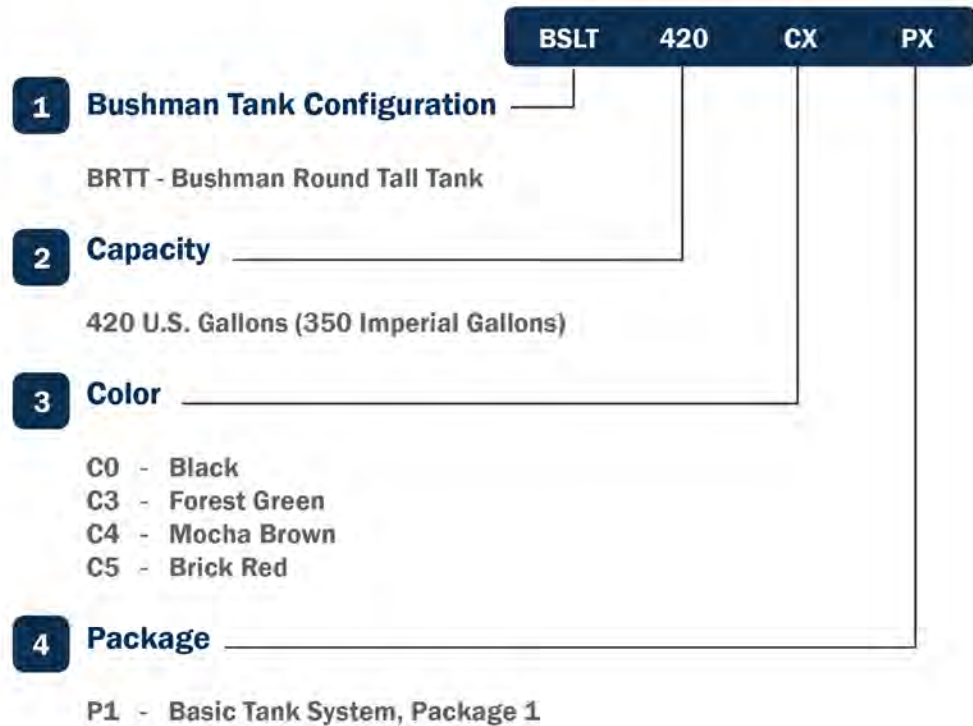 BSLT 420 CX PX
1 Bushman Tank Configuration
BRTT - Bushman Round Tall Tank
2 Capacity
420 U.S. Gallons (350 Imperial Gallons)
3 Color
C0 - Black
C3 - Forest Green
C4 - Mocha Brown
C5 - Brick Red
4 Package
P1 - Basic Tank System, Package 1